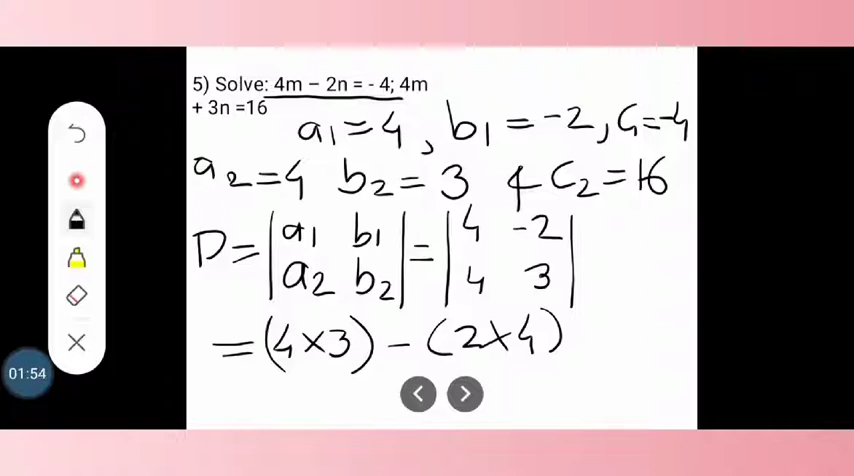 5) Solve: 4m – 2n = - 4; 4m
+ 3n =16
a1 = 4, b1 = -2, C1 = -4
a2 = 4 b2 = 3 & C2 = 16
D = | a1 b1 | = | 4 -2 |
| a2 b2 | | 4 3 |
= (4×3) - (2×4)
01:54